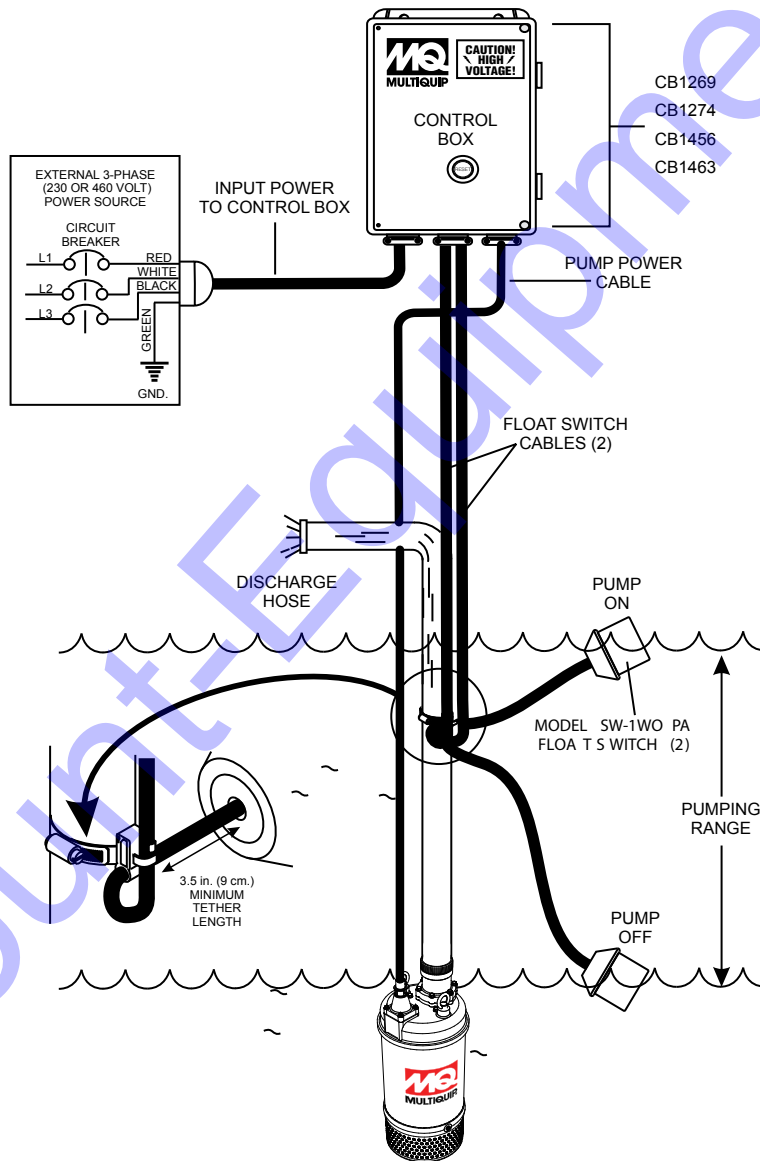 MQ
MULTIQUIP
CAUTION!
HIGH
VOLTAGE!
CONTROL
BOX
RESET
CB1269
CB1274
CB1456
CB1463
EXTERNAL 3-PHASE
(230 OR 460 VOLT)
POWER SOURCE
CIRCUIT
BREAKER
L1
RED
WHITE
L2
BLACK
L3
GREEN
GND.
INPUT POWER
TO CONTROL BOX
PUMP POWER
CABLE
FLOAT SWITCH
CABLES (2)
DISCHARGE
HOSE
PUMP
ON
MODEL SW-1WO PA
FLOA T S WITCH (2)
PUMPING
RANGE
3.5 in. (9 cm.)
MINIMUM
TETHER
LENGTH
PUMP
OFF
MQ
MULTIQUIP
unt-Equipme